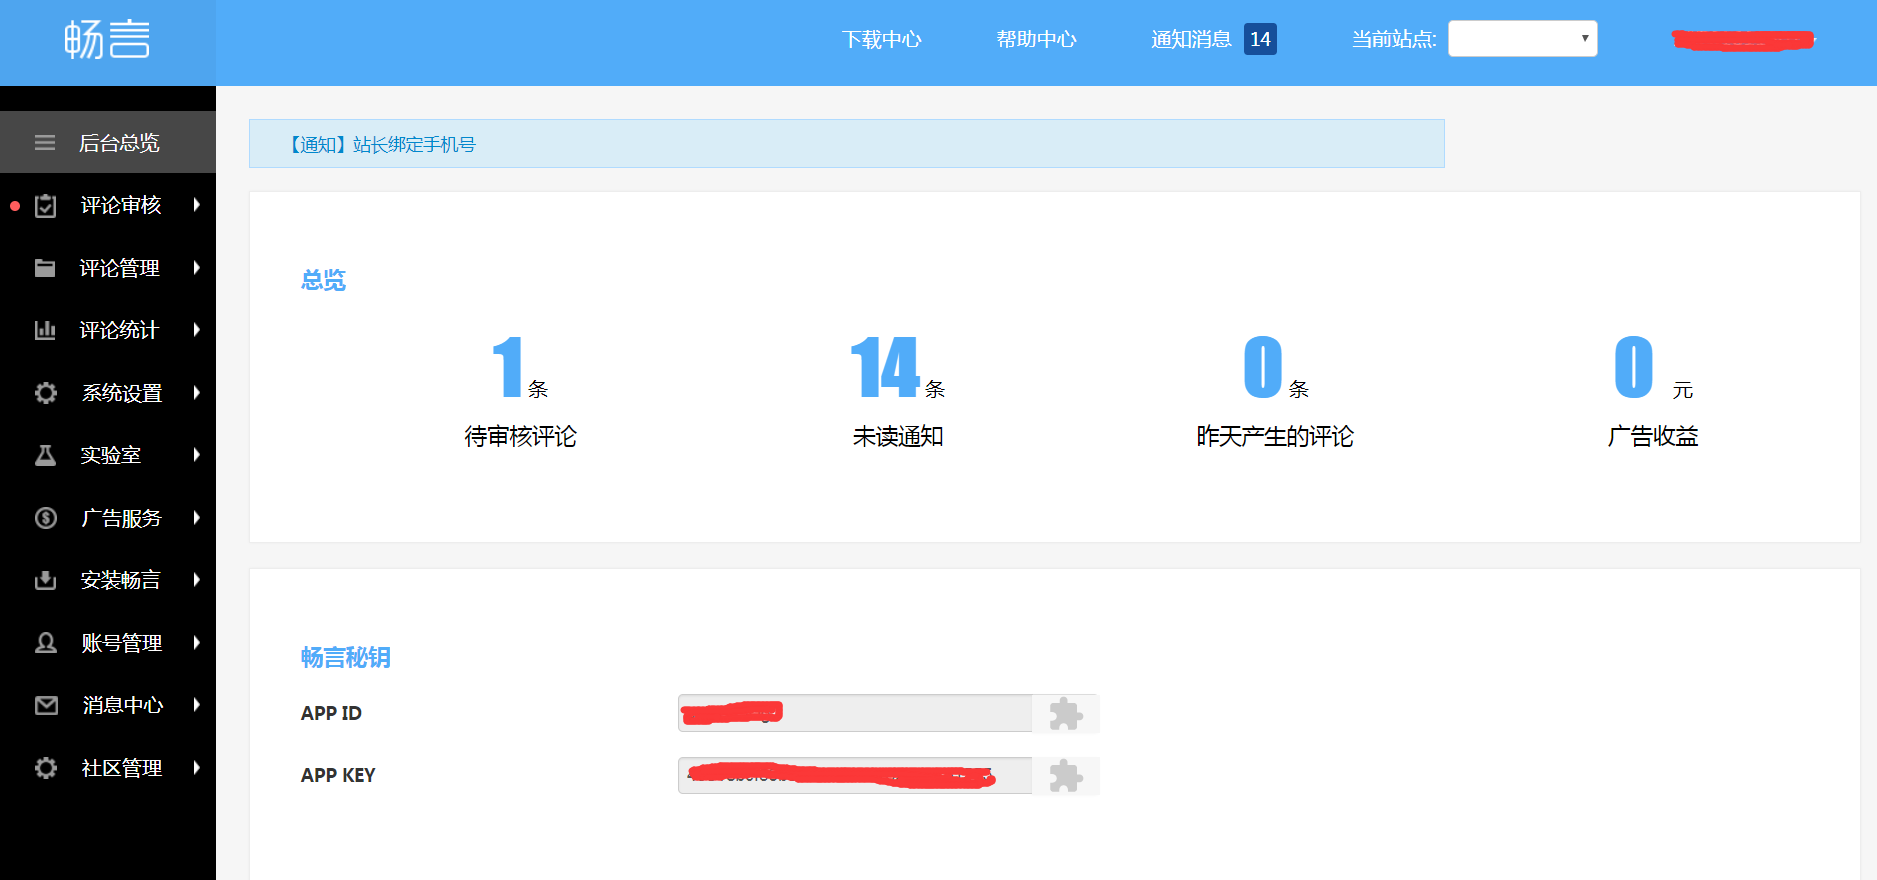 畅言
下载中心 帮助中心 通知消息 14 当前站点:
后台总览
评论审核
评论管理
评论统计
系统设置
实验室
广告服务
安装畅言
账号管理
消息中心
社区管理
【通知】站长绑定手机号
总览
1 条 14 条 0 条 0 元
待审核评论 未读通知 昨天产生的评论 广告收益
畅言秘钥
APP ID
APP KEY